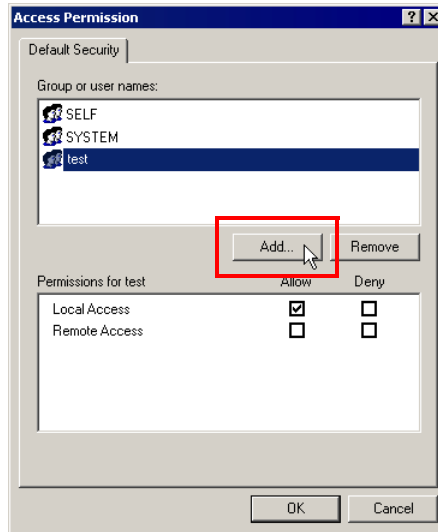 Access Permission
Default Security
Group or user names:
SELF
SYSTEM
test
Add... Remove
Permissions for test Allow Deny
Local Access
Remote Access
OK Cancel